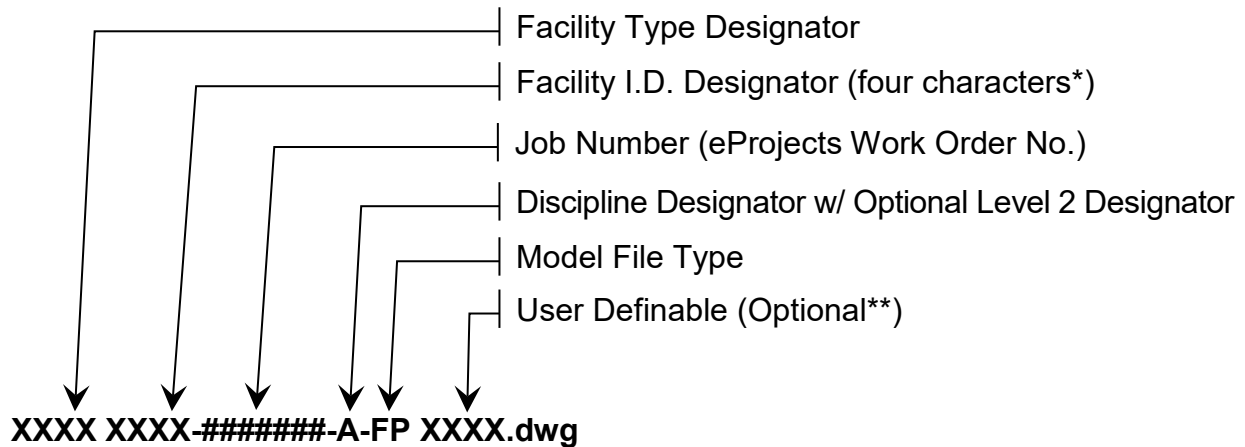 Facility Type Designator
Facility I.D. Designator (four characters*)
Job Number (eProjects Work Order No.)
Discipline Designator w/ Optional Level 2 Designator
Model File Type
User Definable (Optional**)
XXXX XXXX-#######-A-FP XXXX.dwg